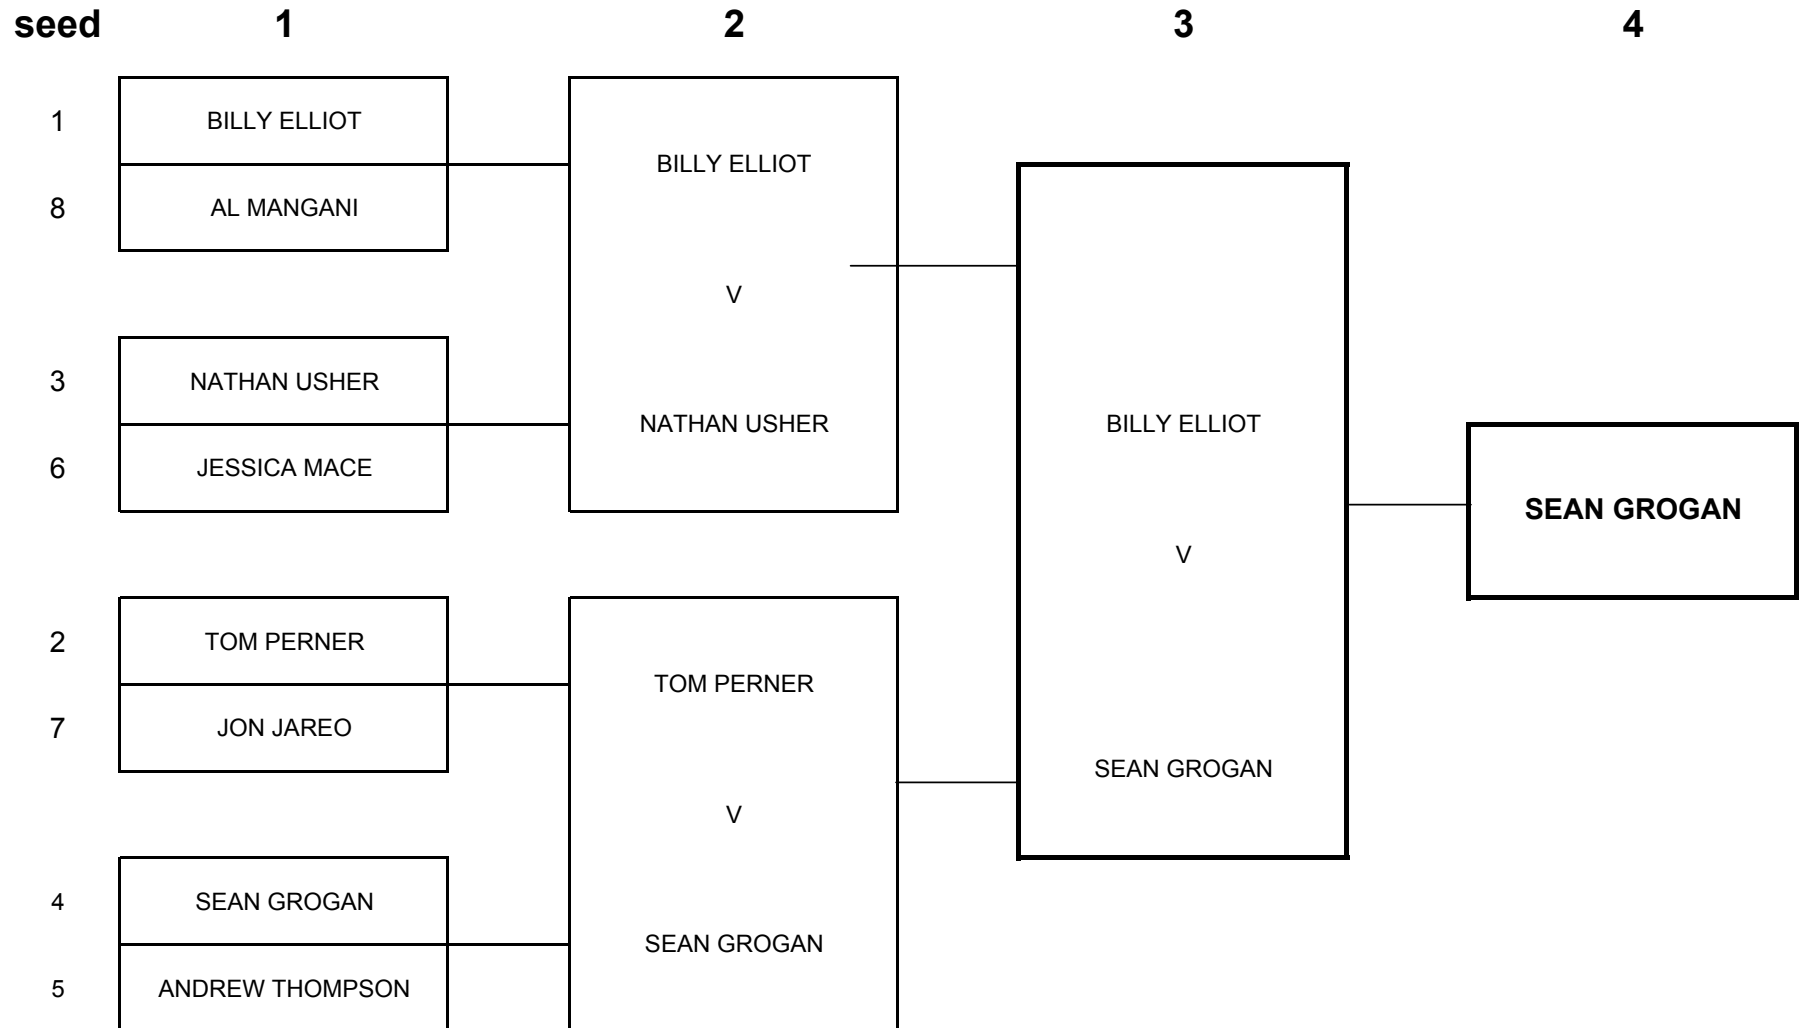 seed 1 2 3 4
1 BILLY ELLIOT
BILLY ELLIOT
8 AL MANGANI
V
3 NATHAN USHER
NATHAN USHER BILLY ELLIOT
6 JESSICA MACE
SEAN GROGAN
V
2 TOM PERNER
TOM PERNER
7 JON JAREO
SEAN GROGAN
V
4 SEAN GROGAN
SEAN GROGAN
5 ANDREW THOMPSON